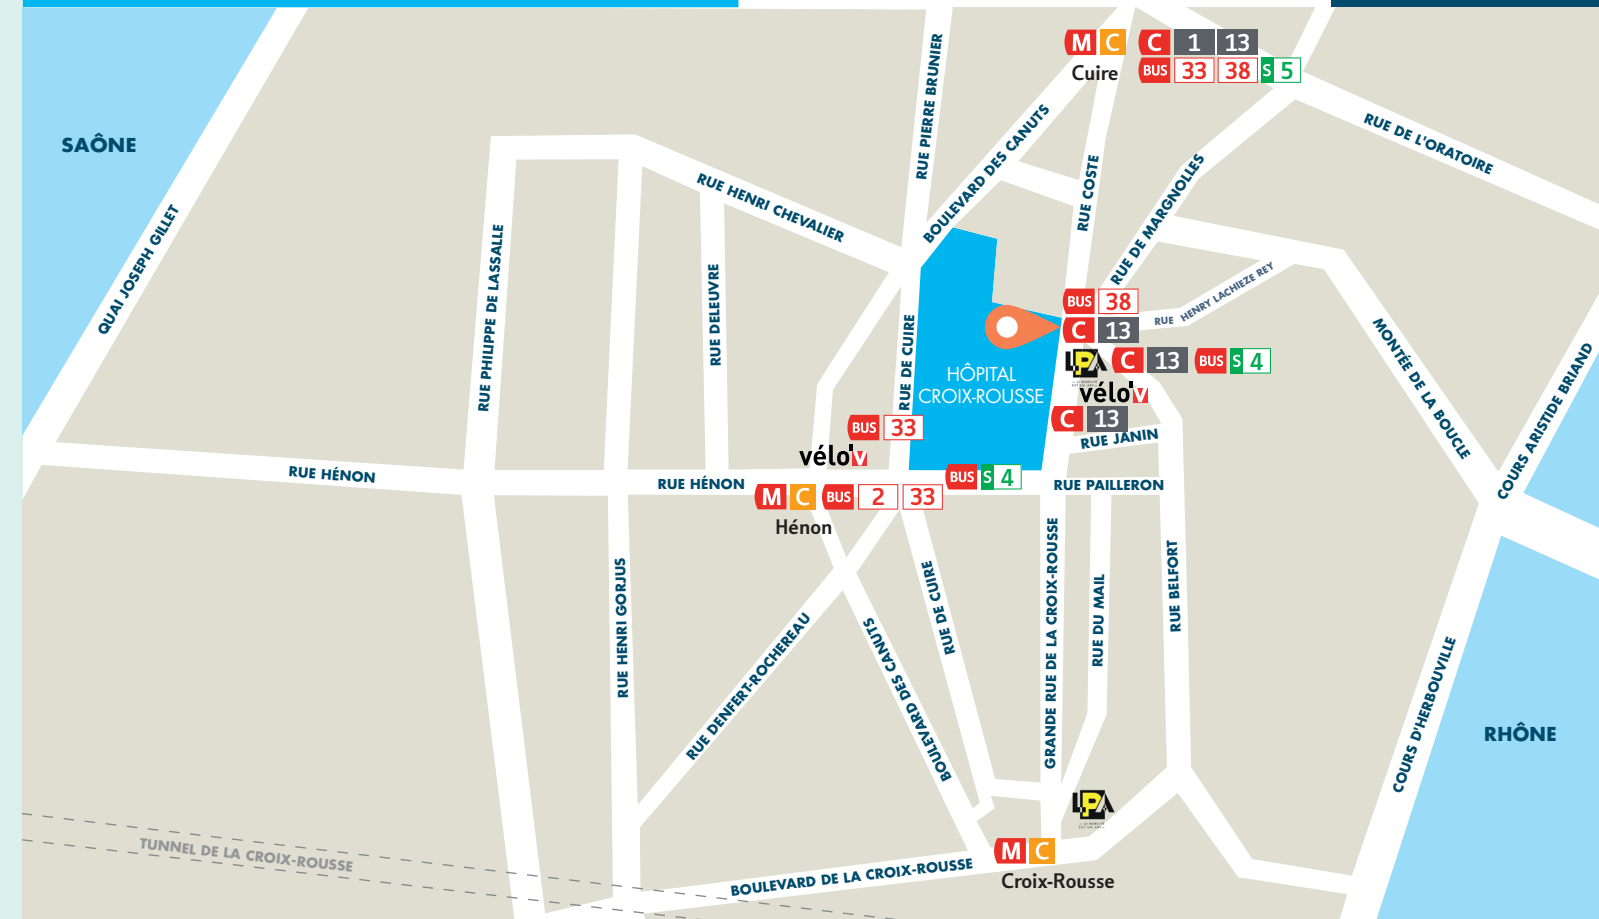 M C
Cuire
C 1 13
BUS 33 38 S 5
SAÔNE
QUAI JOSEPH GILLET
RUE PIERRE BRUNIER
BOULEVARD DES CANUTS
RUE COSTE
RUE DE MARGNOLLES
RUE DE L'ORATOIRE
RUE HENRI CHEVALIER
RUE PHILIPPE DE LASSALLE
RUE DELEUVRE
RUE DE CUIRE
RUE HENRY LACHIEZE REY
BUS 38
C 13
LPA
C 13 BUS S 4
vélo'v
C 13
HÔPITAL
CROIX-ROUSSE
MONTÉE DE LA BOUCLE
COURS ARISTIDE BRIAND
BUS 33
vélo'v
RUE JANIN
RUE HÉNON
RUE HÉNON
M C BUS 2 33
Hénon
BUS S 4
RUE PAILLERON
RUE HENRI GORJUS
RUE DENFERT-ROCHEREAU
BOULEVARD DES CANUTS
RUE DE CUIRE
GRANDE RUE DE LA CROIX-ROUSSE
RUE DU MAIL
RUE BELFORT
COURS D'HERBOUVILLE
RHÔNE
LPA
TUNNEL DE LA CROIX-ROUSSE
BOULEVARD DE LA CROIX-ROUSSE
M C
Croix-Rousse